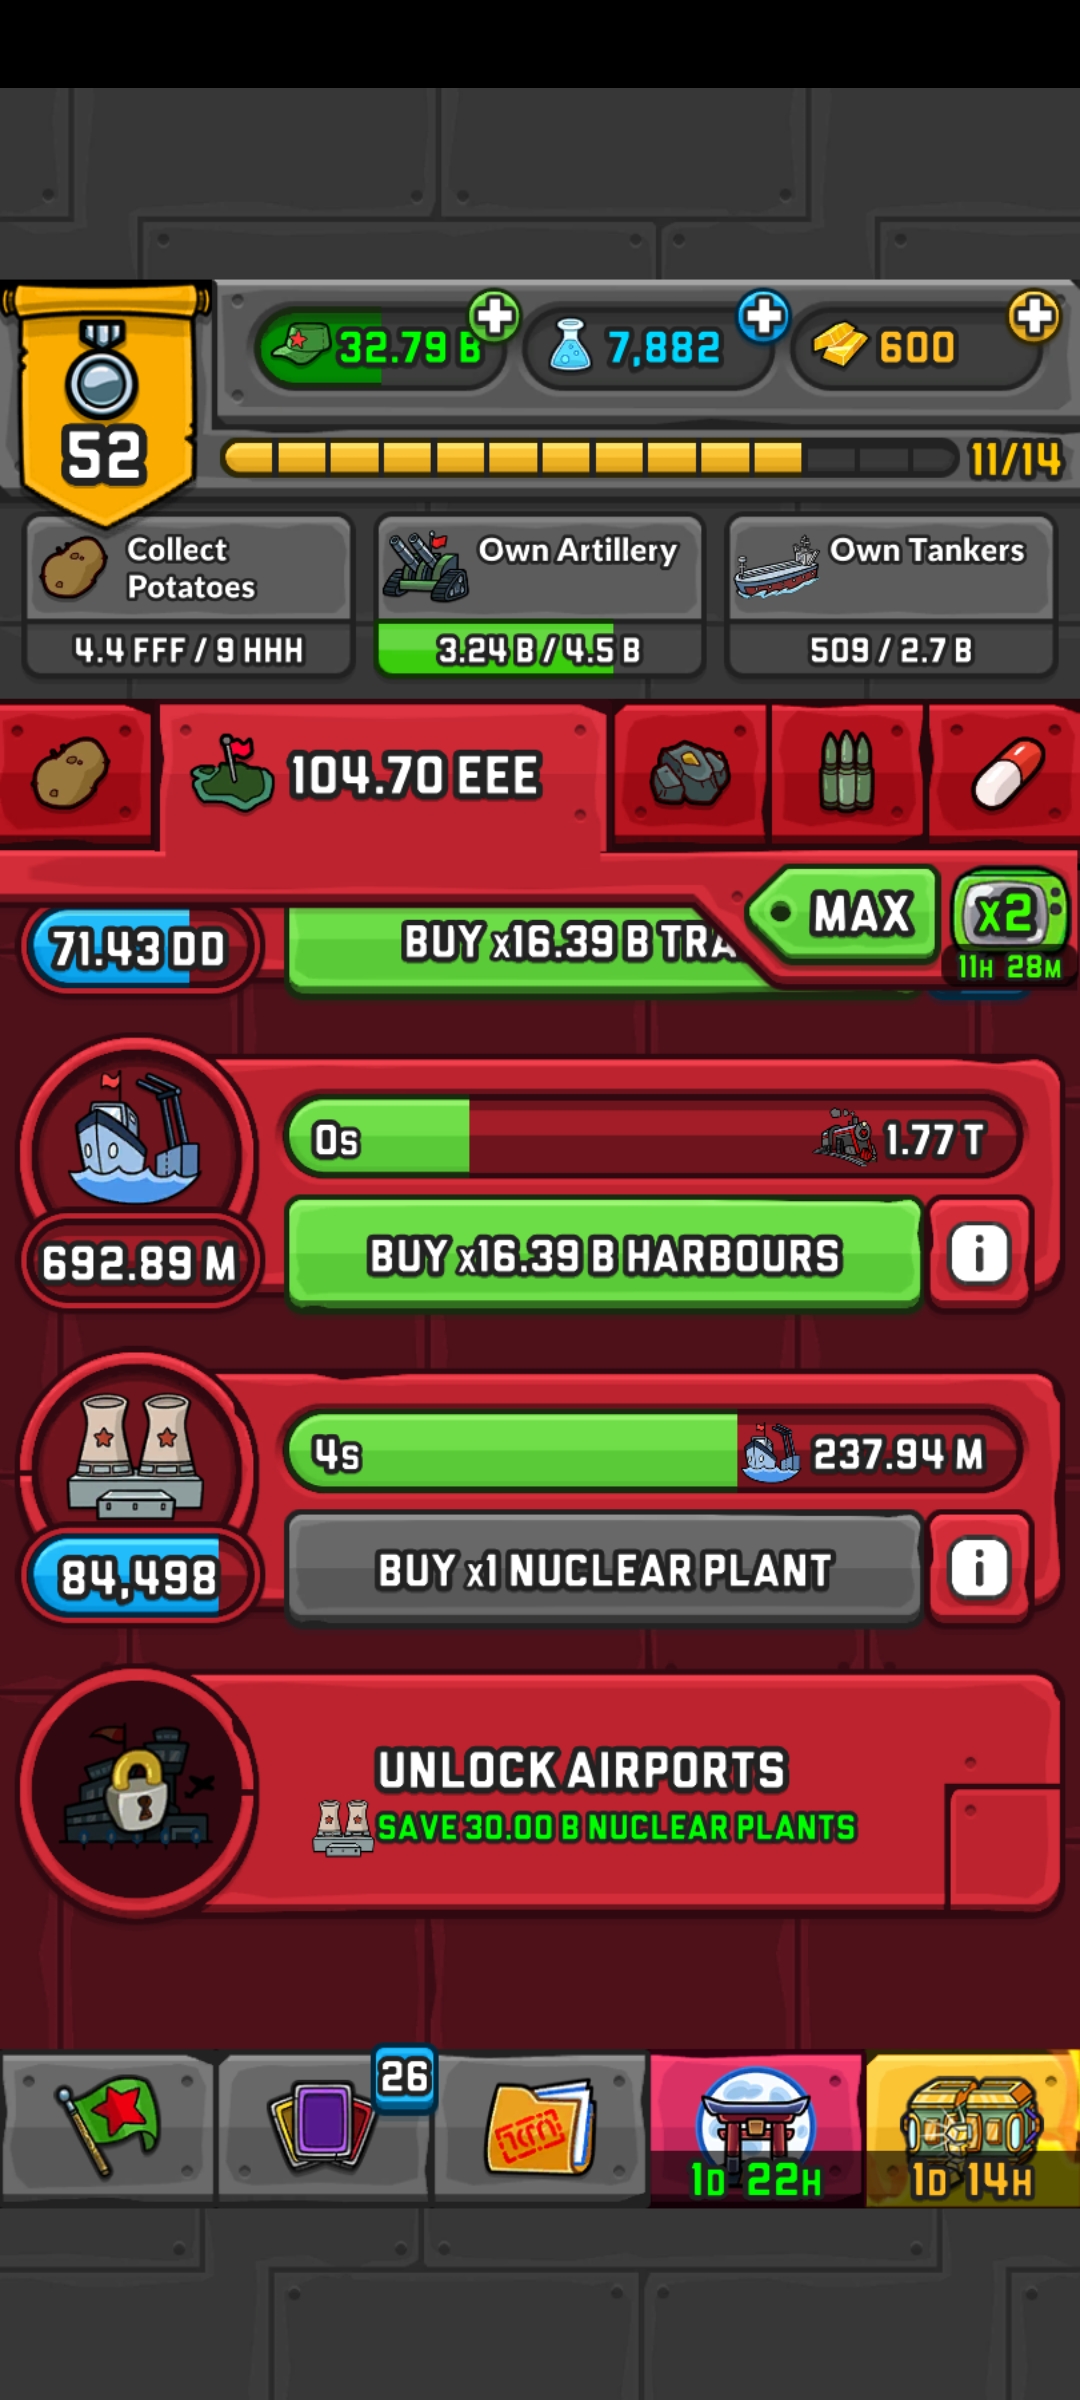 32.79 B
7,882
600
52
11/14
Collect
Potatoes
4.4 FFF / 9 HHH
Own Artillery
3.24 B / 4.5 B
Own Tankers
509 / 2.7 B
104.70 EEE
MAX
x2
11H 28M
71.43 DD
BUY x16.39 B TRA
0s
1.77 T
692.89 M
BUY x16.39 B HARBOURS
i
4s
237.94 M
84,498
BUY x1 NUCLEAR PLANT
i
UNLOCK AIRPORTS
SAVE 30.00 B NUCLEAR PLANTS
26
1D 22H
1D 14H